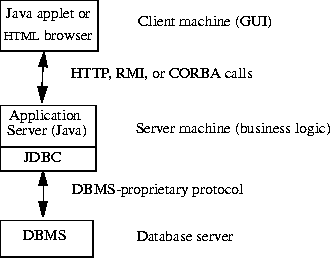 Java applet or
HTML browser
Client machine (GUI)
HTTP, RMI, or CORBA calls
Application
Server (Java)
Server machine (business logic)
JDBC
DBMS-proprietary protocol
DBMS
Database server